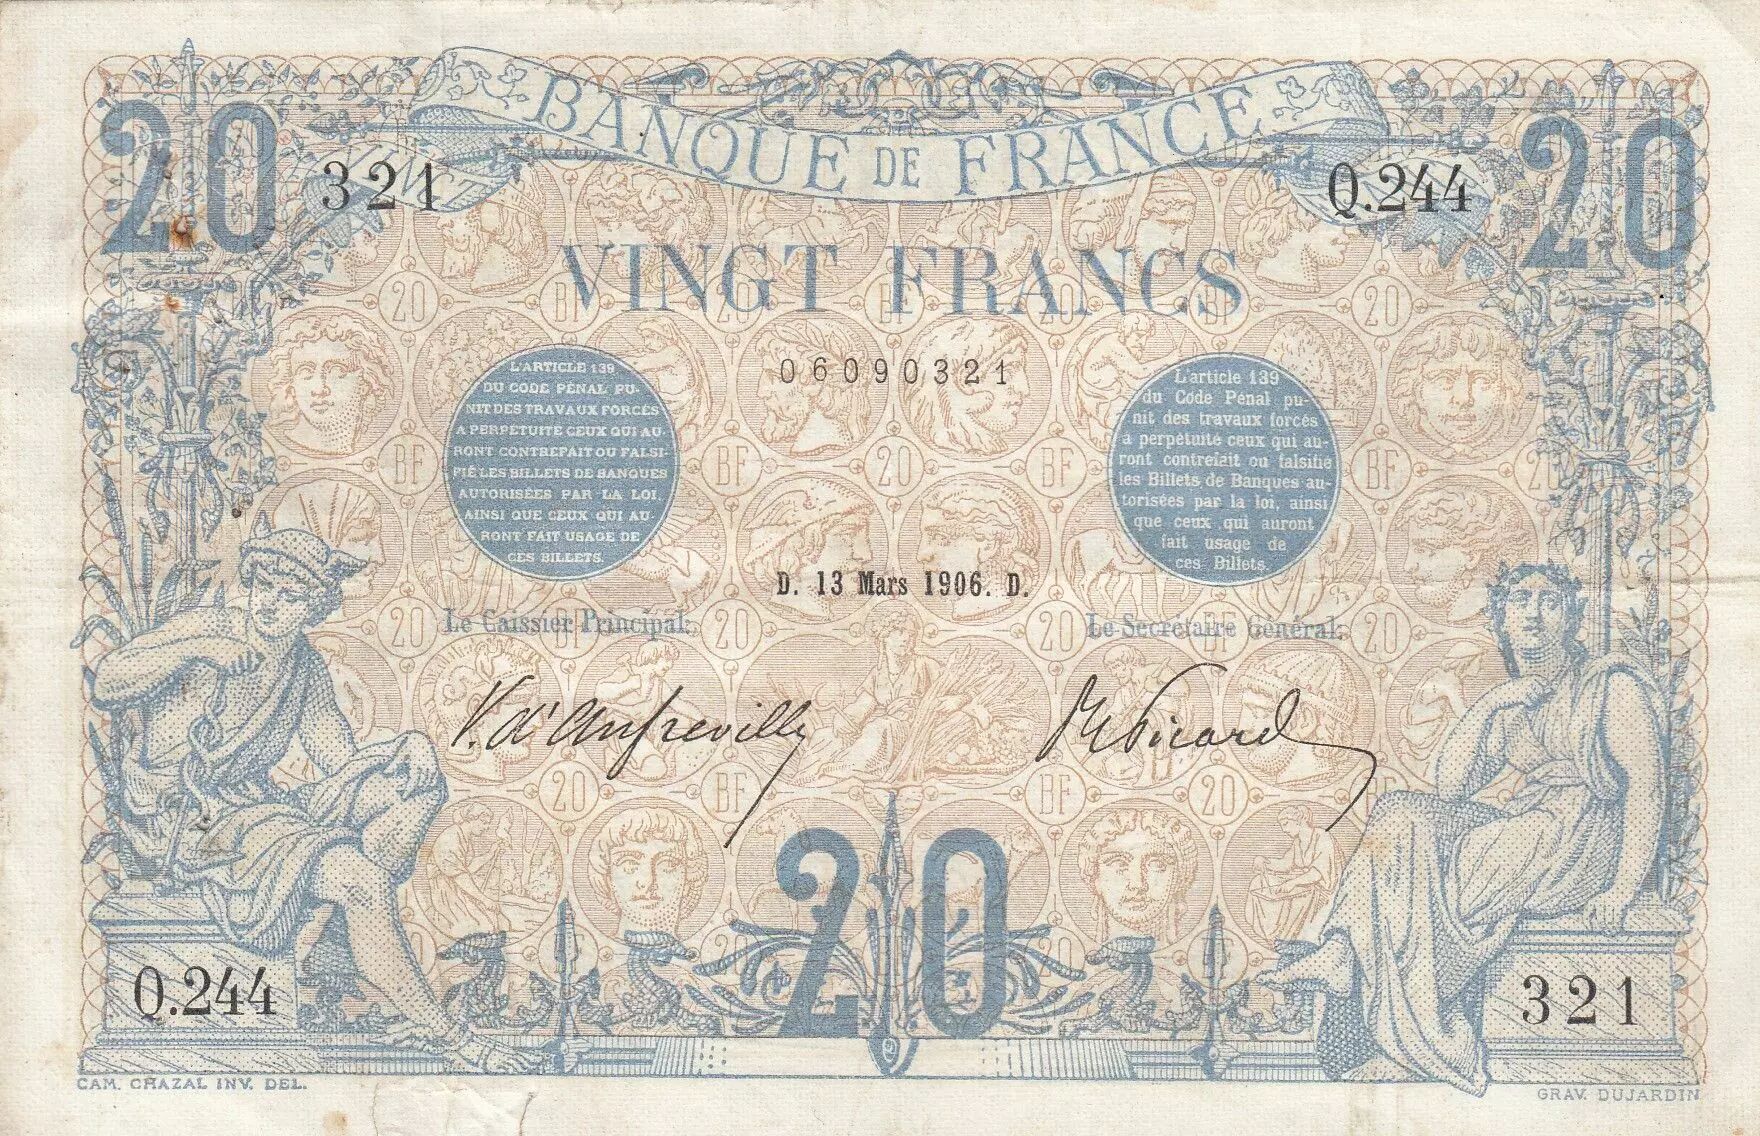 BANQUE DE FRANCE
20
321
Q.244
20
VINGT FRANCS
06090321
L'ARTICLE 139
DU CODE PÉNAL PU-
NIT DES TRAVAUX FORCÉS
A PERPÉTUITÉ CEUX QUI AU-
RONT CONTREFAIT OU FALSI-
FIÉ LES BILLETS DE BANQUES
AUTORISÉES PAR LA LOI,
AINSI QUE CEUX QUI AU-
RONT FAIT USAGE DE
CES BILLETS.
L'article 139
du Code Pénal pu-
nit des travaux forcés
à perpétuité ceux qui au-
ront contrefait ou falsifié
les Billets de Banques au-
torisées par la loi, ainsi
que ceux qui auront
fait usage de
ces Billets.
D. 13 Mars 1906. D.
Le Caissier Principal.
Le Secrétaire Général.
V. d'Anfreville
Picard
20
Q.244
321
CAM. CHAZAL INV. DEL.
GRAV. DUJARDIN